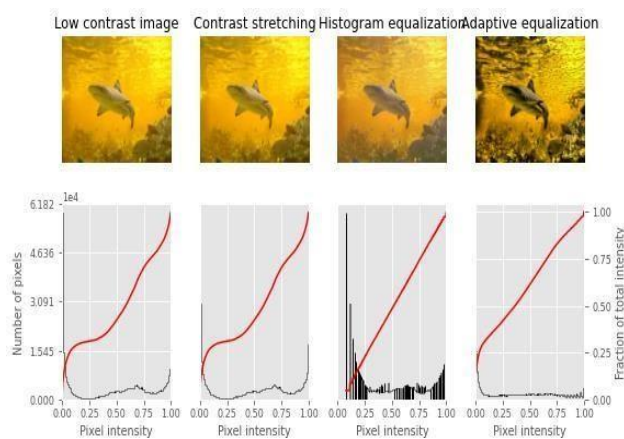 Low contrast image Contrast stretching Histogram equalization Adaptive equalization
1e4
6.182
4.636
3.091
1.545
0.000
Number of pixels
1.00
0.75
0.50
0.25
0.00
Fraction of total intensity
0.00 0.25 0.50 0.75 1.00 0.00 0.25 0.50 0.75 1.00 0.00 0.25 0.50 0.75 1.00 0.00 0.25 0.50 0.75 1.00
Pixel intensity Pixel intensity Pixel intensity Pixel intensity